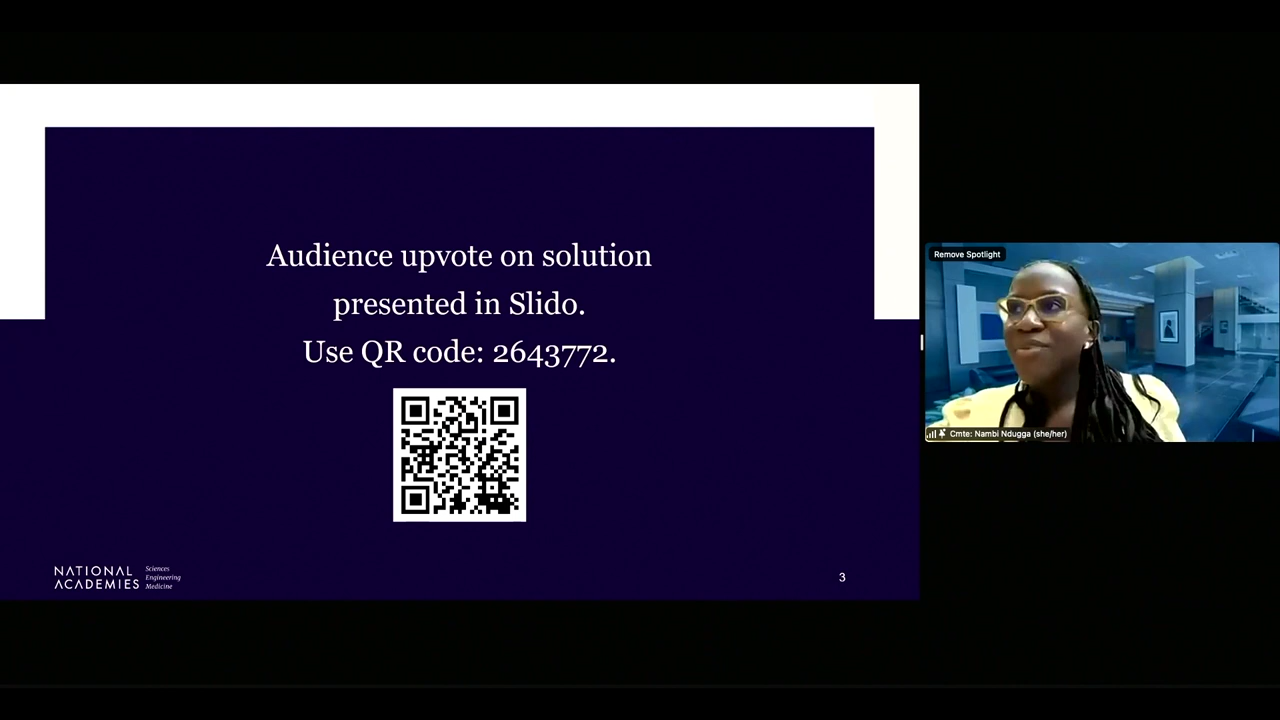 Audience upvote on solution
presented in Slido.
Use QR code: 2643772.
NATIONAL
ACADEMIES
Sciences
Engineering
Medicine
3
Remove Spotlight
Cmte: Nambi Ndugga (she/her)